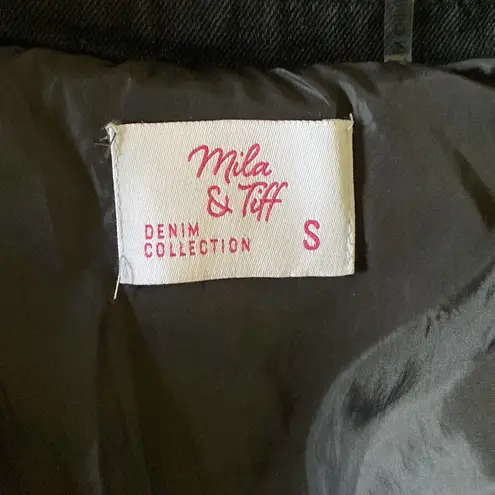 Mila
& Tiff
DENIM
COLLECTION
S